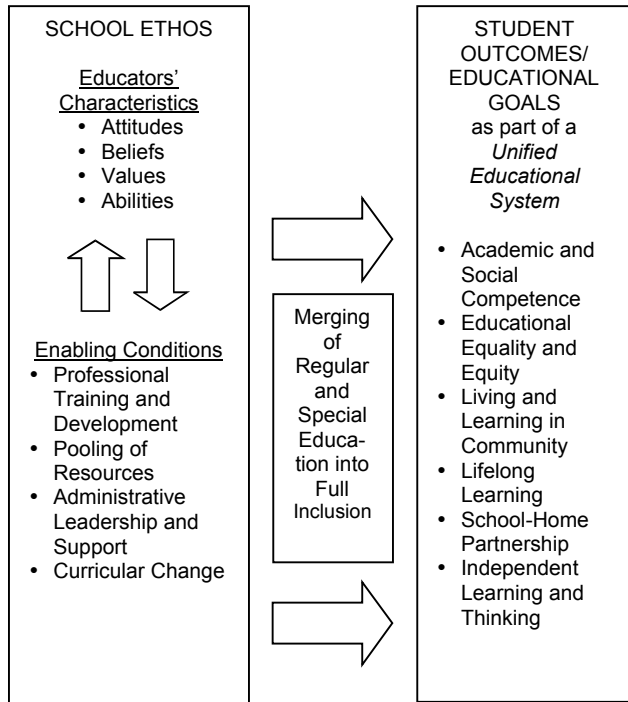 SCHOOL ETHOS
Educators’
Characteristics
• Attitudes
• Beliefs
• Values
• Abilities
Enabling Conditions
• Professional
Training and
Development
• Pooling of
Resources
• Administrative
Leadership and
Support
• Curricular Change
Merging
of
Regular
and
Special
Educa-
tion into
Full
Inclusion
STUDENT
OUTCOMES/
EDUCATIONAL
GOALS
as part of a
Unified
Educational
System
• Academic and
Social
Competence
• Educational
Equality and
Equity
• Living and
Learning in
Community
• Lifelong
Learning
• School-Home
Partnership
• Independent
Learning and
Thinking